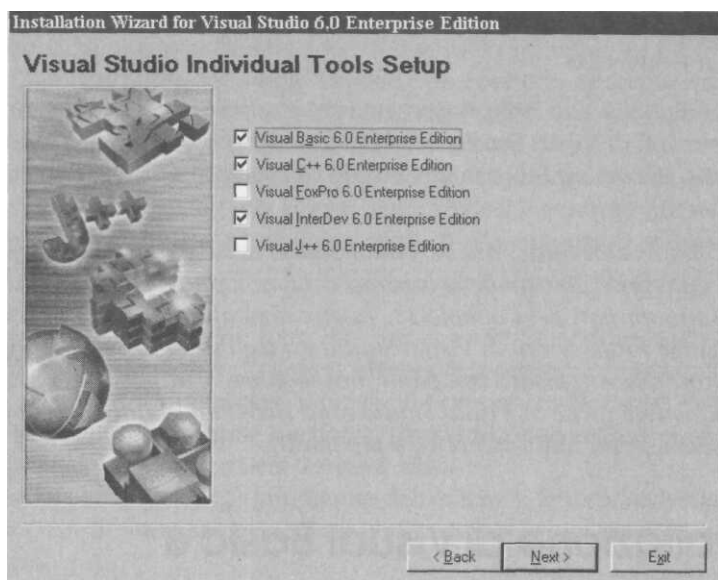 Installation Wizard for Visual Studio 6,0 Enterprise Edition
Visual Studio Individual Tools Setup
Visual Basic 6.0 Enterprise Edition
Visual C++ 6.0 Enterprise Edition
Visual FoxPro 6.0 Enterprise Edition
Visual InterDev 6.0 Enterprise Edition
Visual J++ 6.0 Enterprise Edition
J++
< Back
Next >
Exit